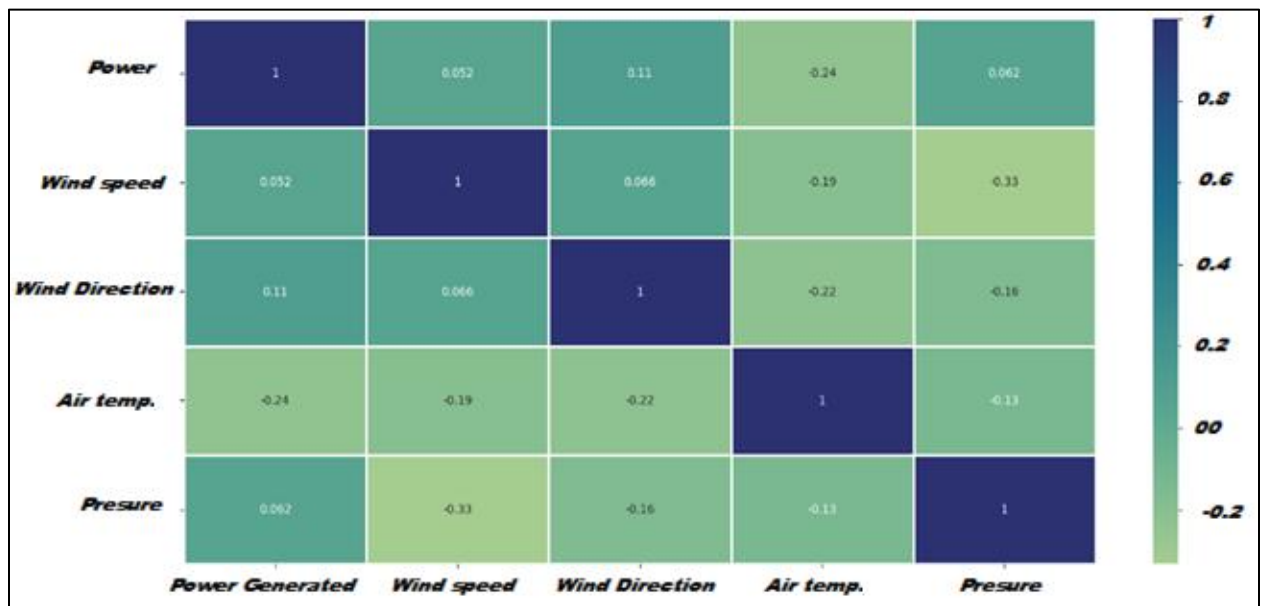 1
Power 1 0.052 0.11 -0.24 0.062
0.8
Wind speed 0.052 1 0.066 -0.19 -0.33
0.6
Wind Direction 0.11 0.066 1 -0.22 -0.16
0.4
0.2
Air temp. -0.24 -0.19 -0.22 1 -0.13
00
Presure 0.062 -0.33 -0.16 -0.13 1
-0.2
Power Generated Wind speed Wind Direction Air temp. Presure